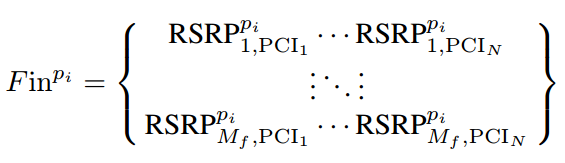 RSRP^{p_i}_{1,PCI_1} ⋯ RSRP^{p_i}_{1,PCI_N}
Fin^{p_i} = { ⋮ ⋱ ⋮ }
RSRP^{p_i}_{M_f,PCI_1} ⋯ RSRP^{p_i}_{M_f,PCI_N}